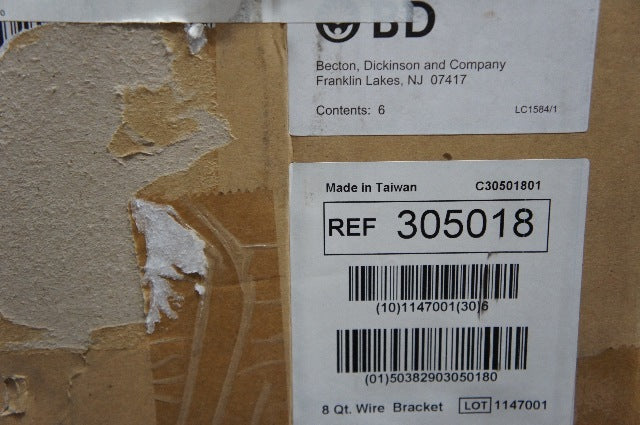 BD
Becton, Dickinson and Company
Franklin Lakes, NJ 07417
Contents: 6 LC1584/1
Made in Taiwan C30501801
REF 305018
(10)1147001(30)6
(01)50382903050180
8 Qt. Wire Bracket LOT 1147001